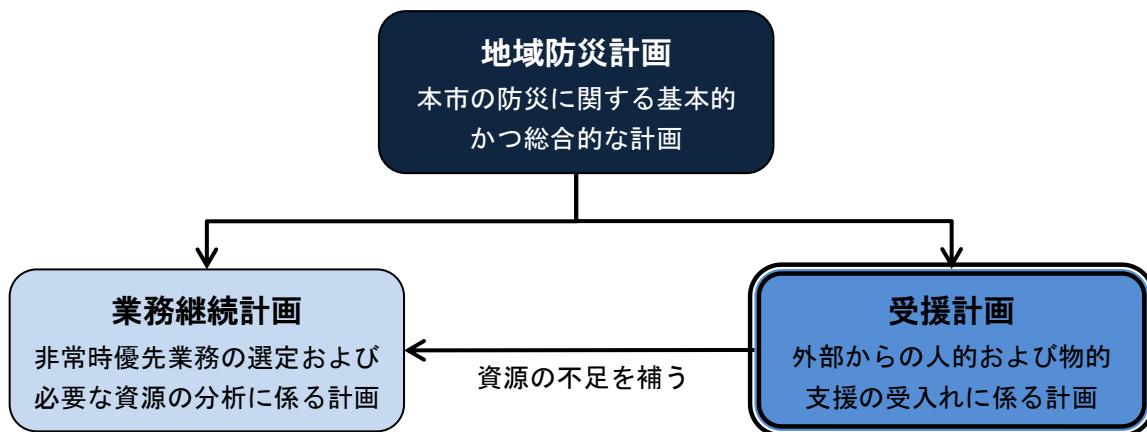 地域防災計画
本市の防災に関する基本的
かつ総合的な計画
業務継続計画
非常時優先業務の選定および
必要な資源の分析に係る計画
資源の不足を補う
受援計画
外部からの人的および物的
支援の受入れに係る計画